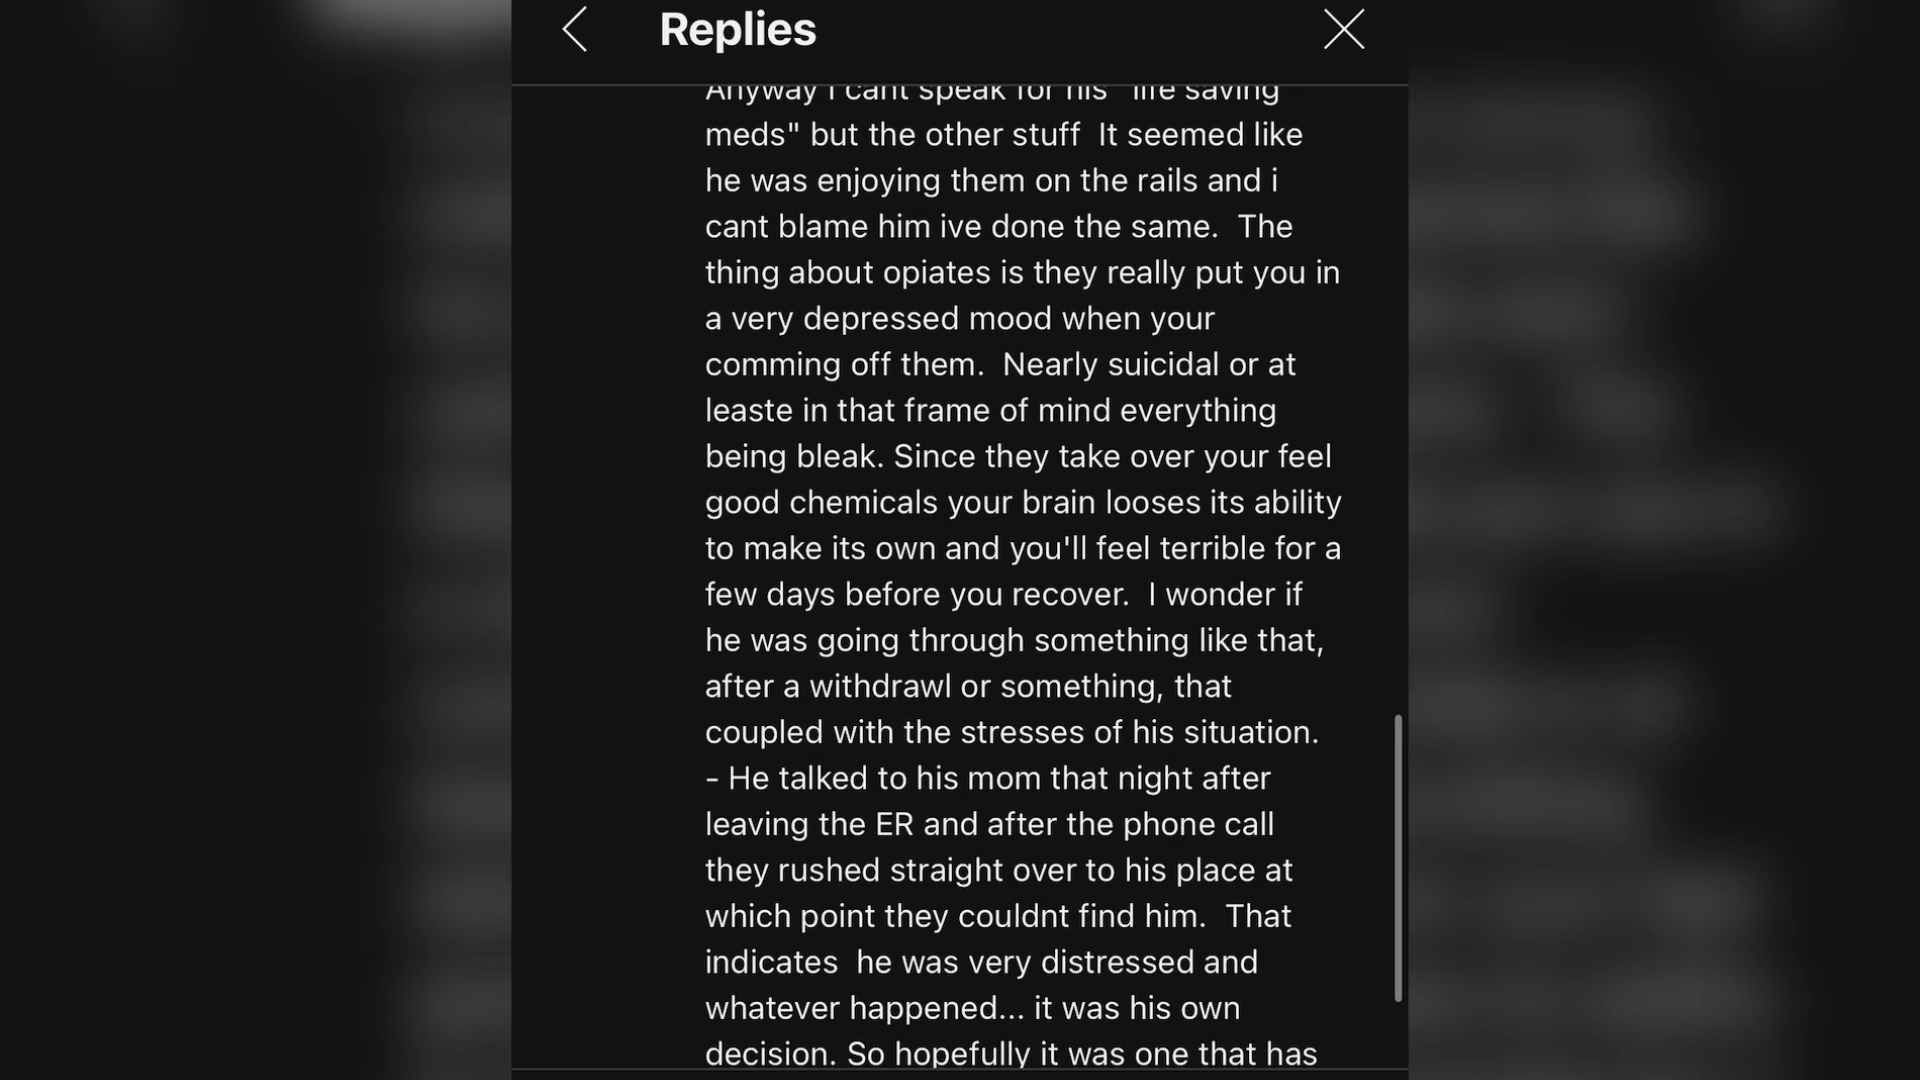 Replies
Anyway i cant speak for his "life saving
meds" but the other stuff  It seemed like
he was enjoying them on the rails and i
cant blame him ive done the same.  The
thing about opiates is they really put you in
a very depressed mood when your
comming off them.  Nearly suicidal or at
leaste in that frame of mind everything
being bleak. Since they take over your feel
good chemicals your brain looses its ability
to make its own and you'll feel terrible for a
few days before you recover.  I wonder if
he was going through something like that,
after a withdrawl or something, that
coupled with the stresses of his situation.
- He talked to his mom that night after
leaving the ER and after the phone call
they rushed straight over to his place at
which point they couldnt find him.  That
indicates  he was very distressed and
whatever happened... it was his own
decision. So hopefully it was one that has